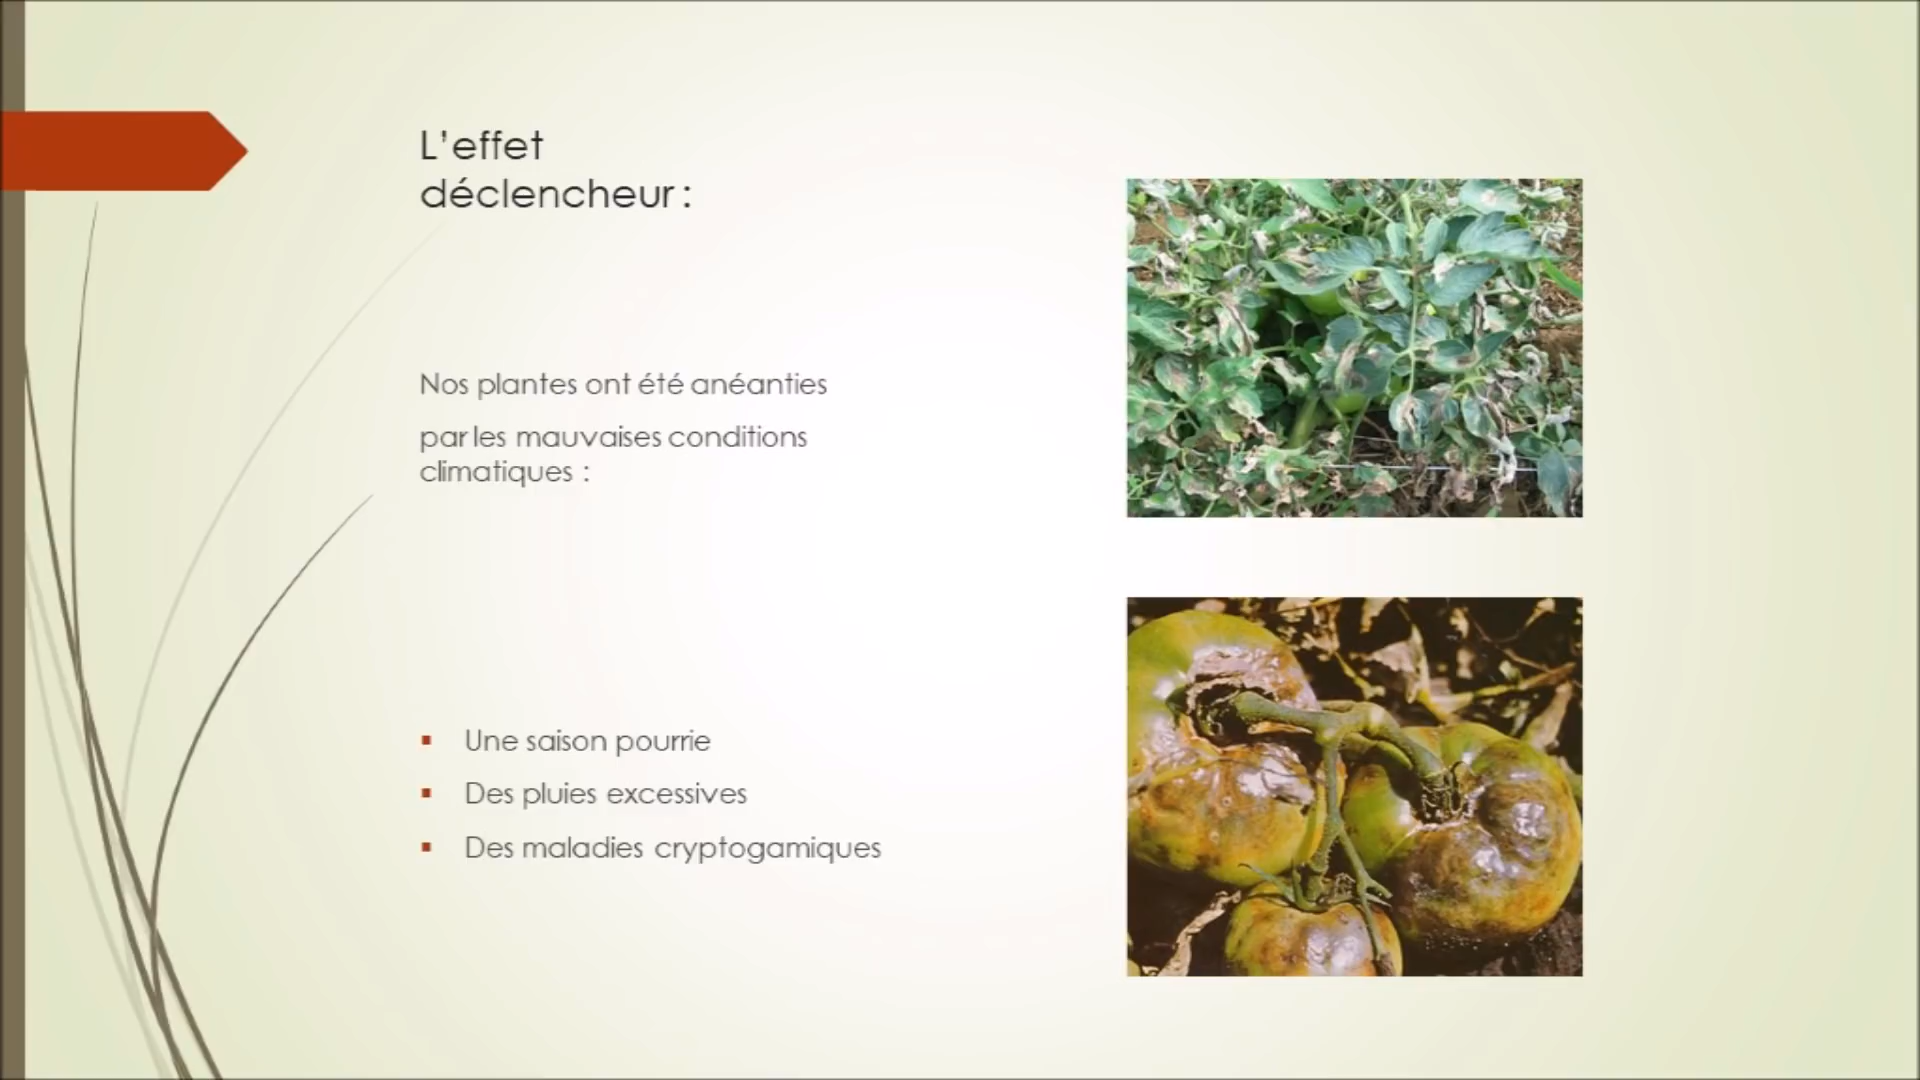 L'effet
déclencheur :
Nos plantes ont été anéanties
par les mauvaises conditions
climatiques :
▪ Une saison pourrie
▪ Des pluies excessives
▪ Des maladies cryptogamiques